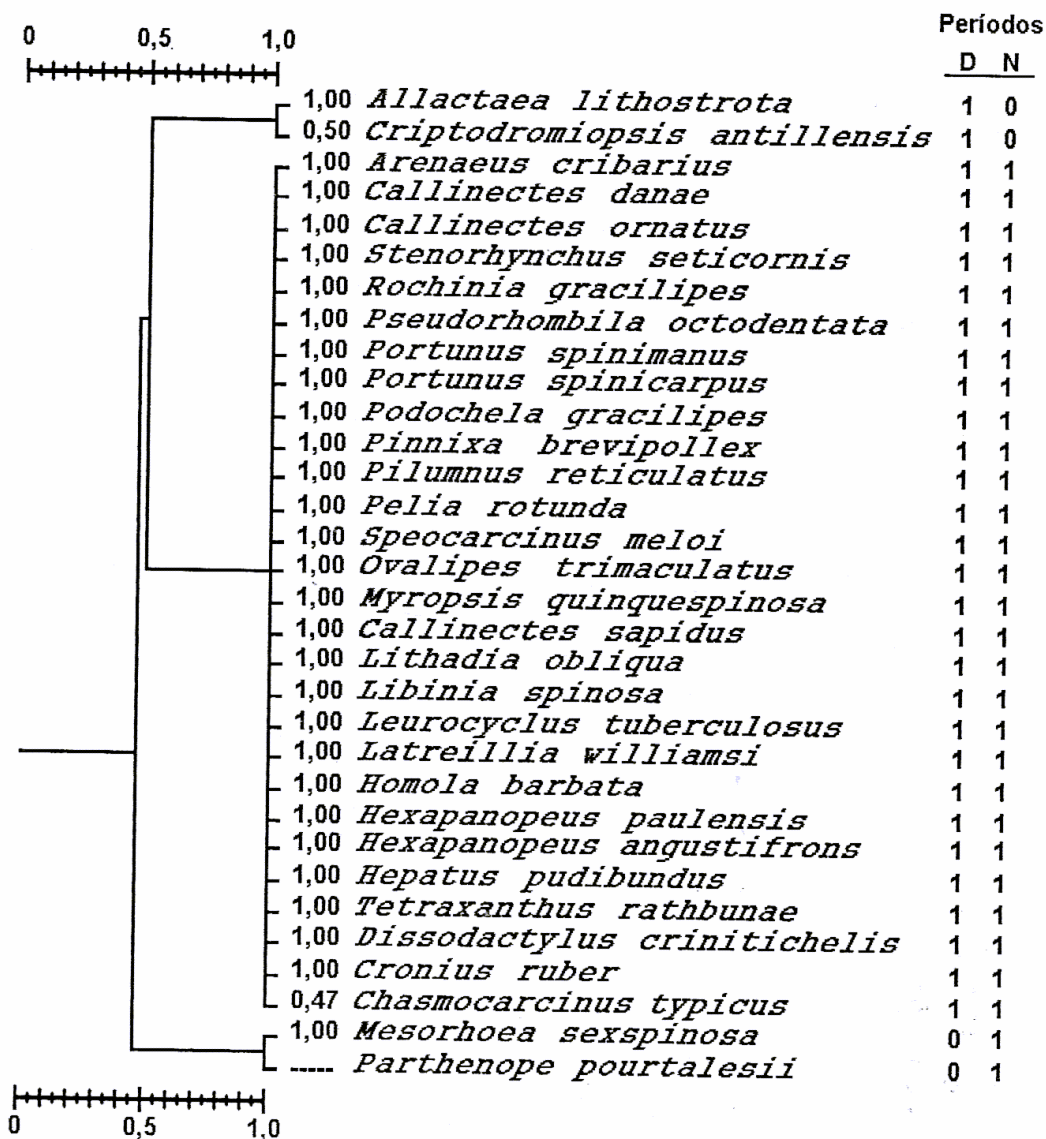 Períodos
0 0,5 1,0
D N
1,00 Allactaea lithostrota 1 0
0,50 Criptodromiopsis antillensis 1 0
1,00 Arenaeus cribarius 1 1
1,00 Callinectes danae 1 1
1,00 Callinectes ornatus 1 1
1,00 Stenorhynchus seticornis 1 1
1,00 Rochinia gracilipes 1 1
1,00 Pseudorhombila octodentata 1 1
1,00 Portunus spinimanus 1 1
1,00 Portunus spinicarpus 1 1
1,00 Podochela gracilipes 1 1
1,00 Pinnixa brevipollex 1 1
1,00 Pilumnus reticulatus 1 1
1,00 Pelia rotunda 1 1
1,00 Speocarcinus meloi 1 1
1,00 Ovalipes trimaculatus 1 1
1,00 Myropsis quinquespinosa 1 1
1,00 Callinectes sapidus 1 1
1,00 Lithadia obliqua 1 1
1,00 Libinia spinosa 1 1
1,00 Leurocyclus tuberculosus 1 1
1,00 Latreillia williamsi 1 1
1,00 Homola barbata 1 1
1,00 Hexapanopeus paulensis 1 1
1,00 Hexapanopeus angustifrons 1 1
1,00 Hepatus pudibundus 1 1
1,00 Tetraxanthus rathbunae 1 1
1,00 Dissodactylus crinitichelis 1 1
1,00 Cronius ruber 1 1
0,47 Chasmocarcinus typicus 1 1
1,00 Mesorhoea sexspinosa 0 1
..... Parthenope pourtalesii 0 1
0 0,5 1,0